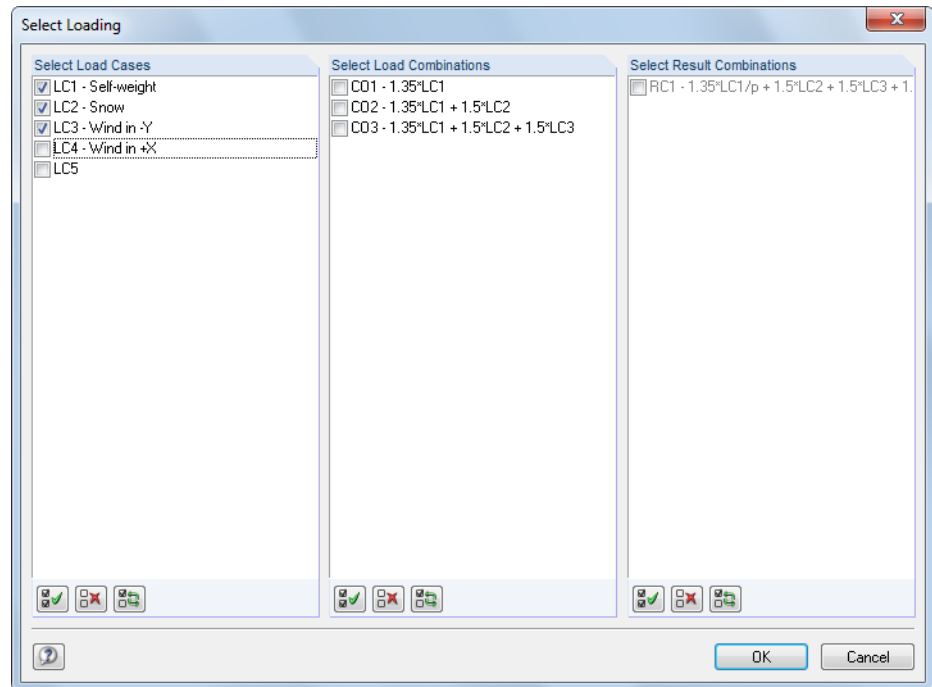 Select Loading
Select Load Cases
LC1 - Self-weight
LC2 - Snow
LC3 - Wind in -Y
LC4 - Wind in +X
LC5
Select Load Combinations
CO1 - 1.35*LC1
CO2 - 1.35*LC1 + 1.5*LC2
CO3 - 1.35*LC1 + 1.5*LC2 + 1.5*LC3
Select Result Combinations
RC1 - 1.35*LC1/p + 1.5*LC2 + 1.5*LC3 + 1.
OK
Cancel